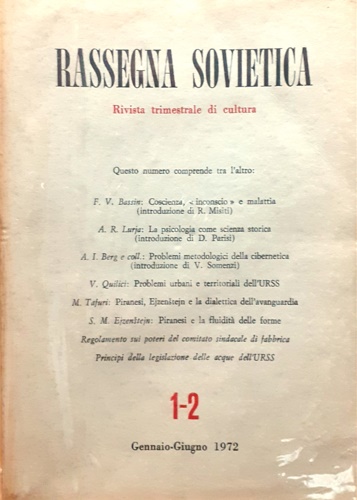 RASSEGNA SOVIETICA
Rivista trimestrale di cultura
Questo numero comprende tra l'altro:
F. V. Bassin: Coscienza, « inconscio » e malattia
(introduzione di R. Misiti)
A. R. Lurja: La psicologia come scienza storica
(introduzione di D. Parisi)
A. I. Berg e coll.: Problemi metodologici della cibernetica
(introduzione di V. Somenzi)
V. Quilici: Problemi urbani e territoriali dell'URSS
M. Tafuri: Piranesi, Ejzenštejn e la dialettica dell'avanguardia
S. M. Ejzenštejn: Piranesi e la fluidità delle forme
Regolamento sui poteri del comitato sindacale di fabbrica
Principi della legislazione delle acque dell'URSS
1-2
Gennaio-Giugno 1972